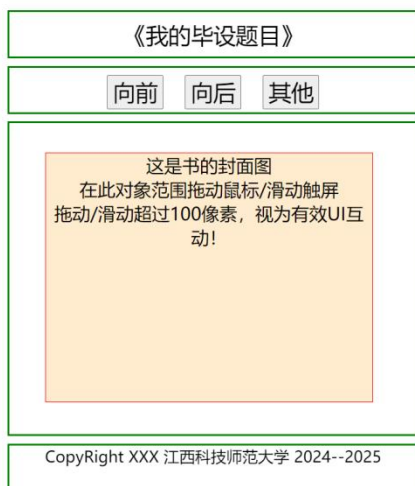 《我的毕设题目》
向前 向后 其他
这是书的封面图
在此对象范围拖动鼠标/滑动触屏
拖动/滑动超过100像素，视为有效UI互
动！
CopyRight XXX 江西科技师范大学 2024--2025